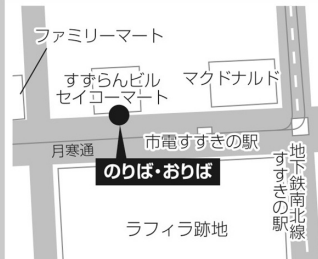 ファミリーマート
すずらんビル
セイコーマート
マクドナルド
月寒通
市電すすきの駅
のりば・おりば
地下鉄南北線
すすきの駅
ラフィラ跡地